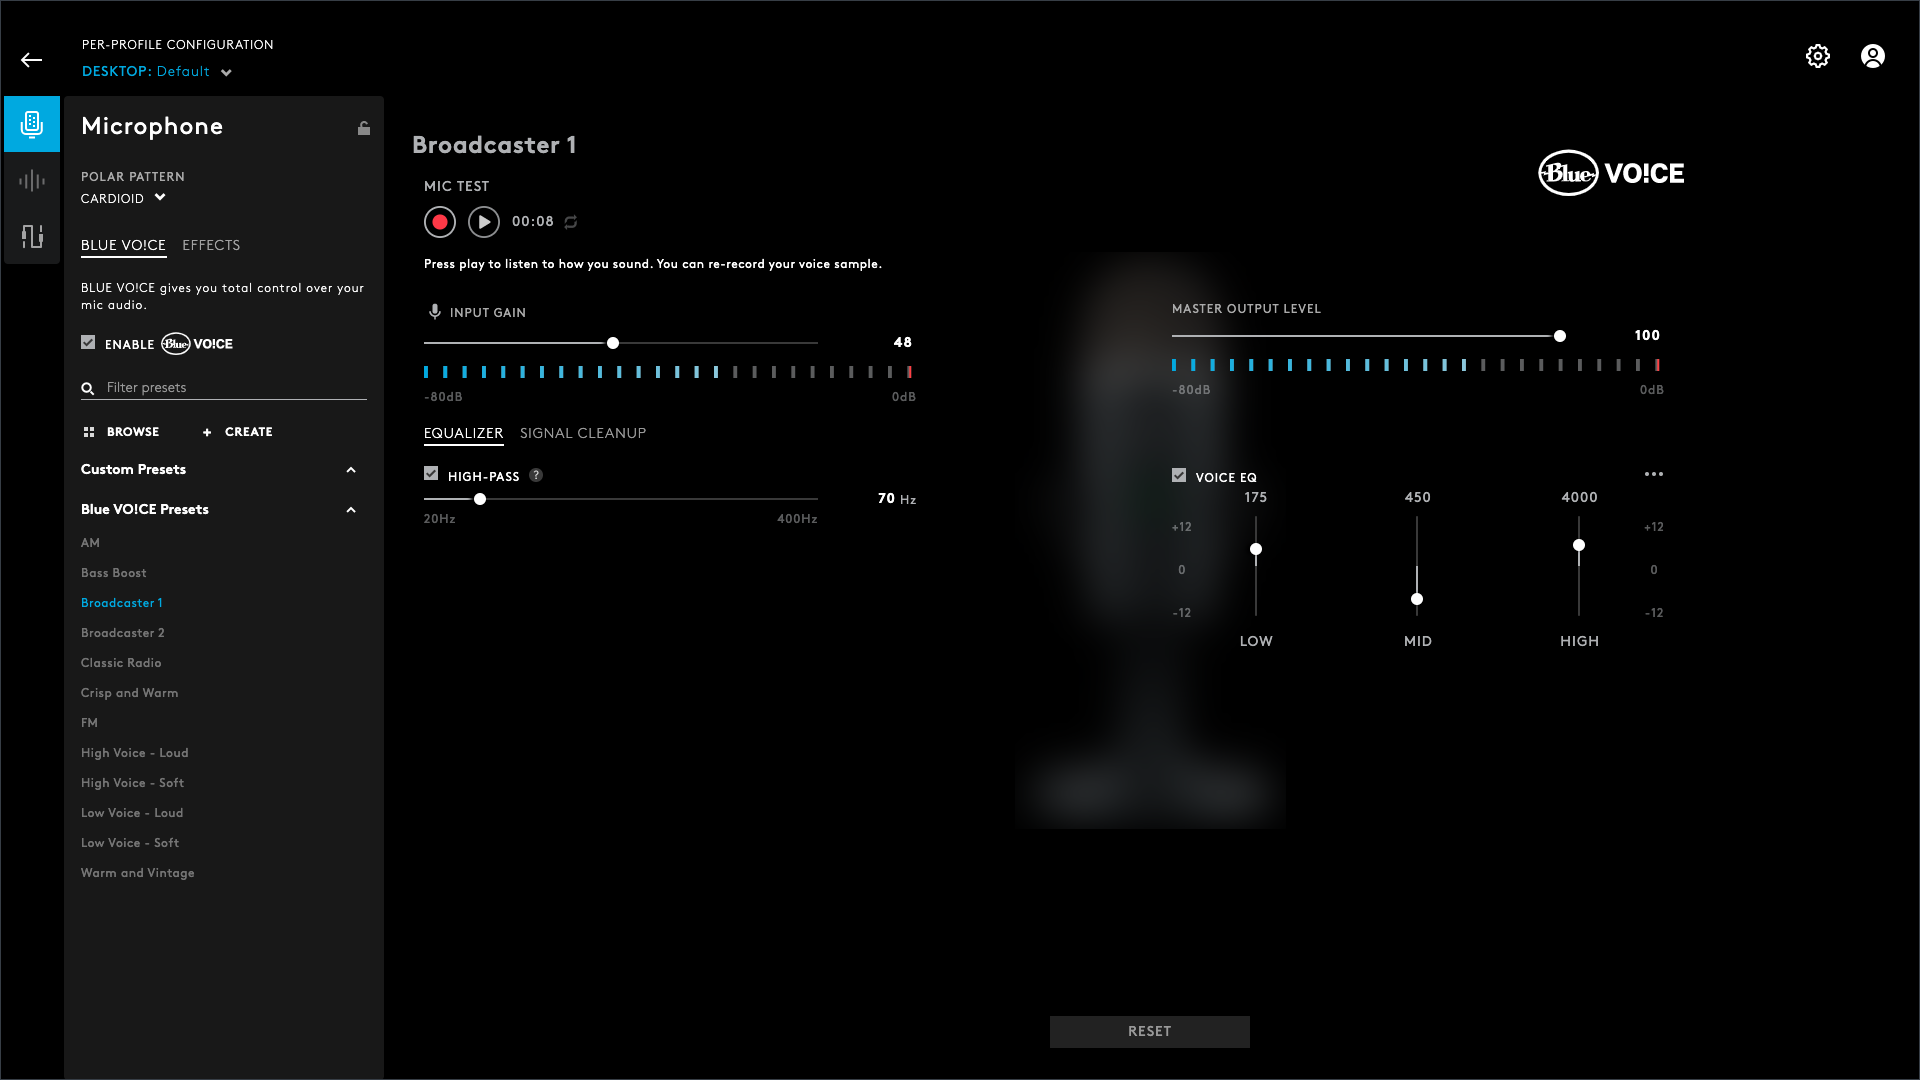 PER-PROFILE CONFIGURATION
DESKTOP: Default
Microphone
POLAR PATTERN
CARDIOID
BLUE VO!CE EFFECTS
BLUE VO!CE gives you total control over your
mic audio.
ENABLE Blue VO!CE
Filter presets
BROWSE + CREATE
Custom Presets
Blue VO!CE Presets
AM
Bass Boost
Broadcaster 1
Broadcaster 2
Classic Radio
Crisp and Warm
FM
High Voice - Loud
High Voice - Soft
Low Voice - Loud
Low Voice - Soft
Warm and Vintage
Broadcaster 1
MIC TEST
00:08
Press play to listen to how you sound. You can re-record your voice sample.
INPUT GAIN
48
-80dB 0dB
EQUALIZER SIGNAL CLEANUP
HIGH-PASS ?
70 Hz
20Hz 400Hz
Blue VO!CE
MASTER OUTPUT LEVEL
100
-80dB 0dB
VOICE EQ
175 450 4000
+12 +12
0 0
-12 -12
LOW MID HIGH
RESET